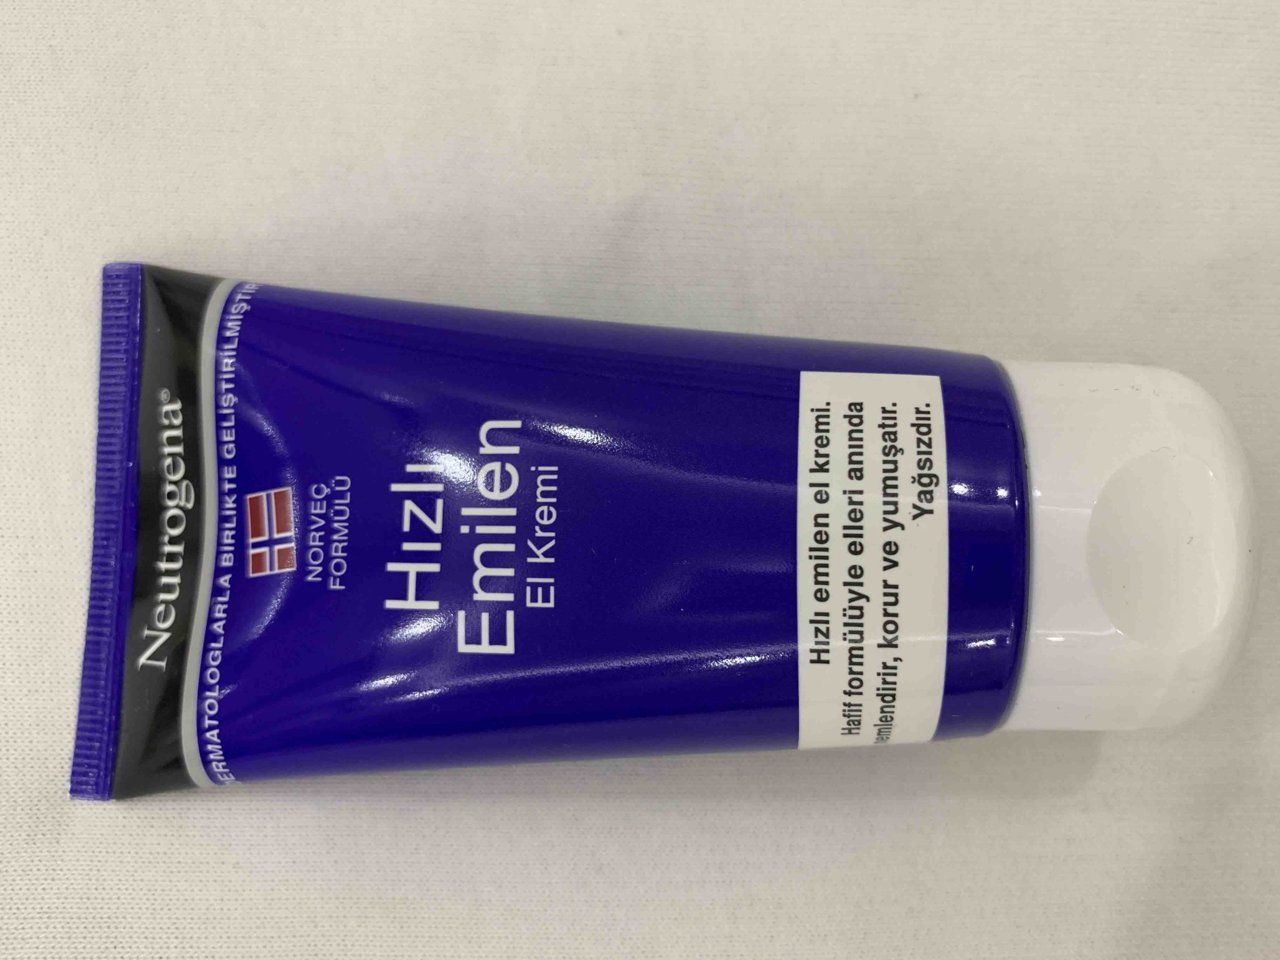 Neutrogena®
DERMATOLOGLARLA BİRLİKTE GELİŞTİRİLMİŞTİR
NORVEÇ
FORMÜLÜ
Hızlı
Emilen
El Kremi
Hızlı emilen el kremi.
Hafif formülüyle elleri anında
nemlendirir, korur ve yumuşatır.
Yağsızdır.